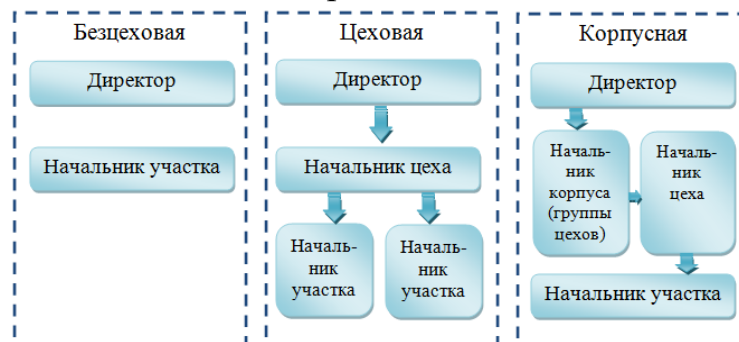 Безцеховая
Директор
Начальник участка
Цеховая
Директор
Начальник цеха
Началь-
ник
участка
Началь-
ник
участка
Корпусная
Директор
Началь-
ник
корпуса
(группы
цехов)
Началь-
ник
цеха
Начальник участка